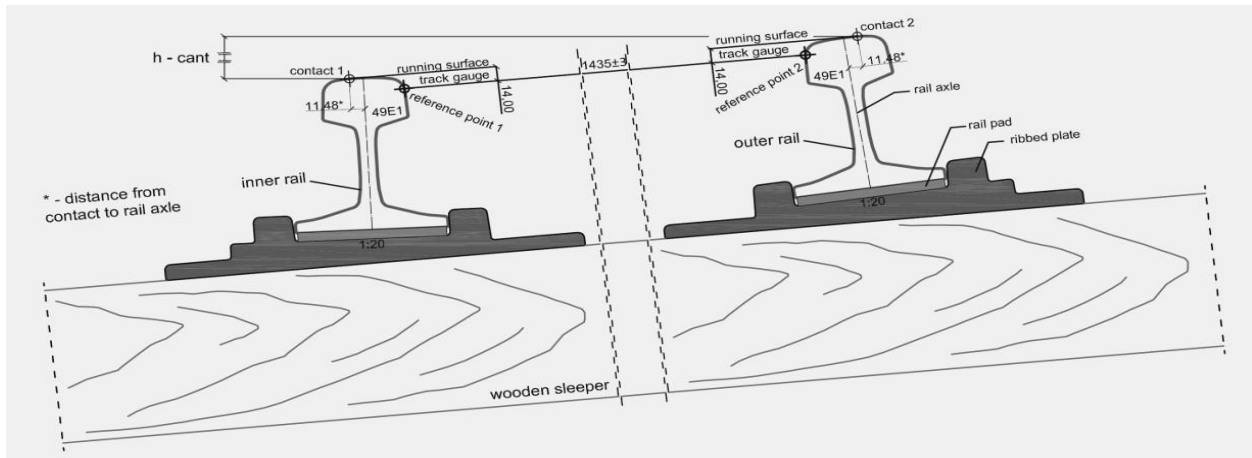 h - cant
contact 1
running surface
track gauge
14.00
11.48*
49E1
reference point 1
1435±3
contact 2
running surface
track gauge
14.00
reference point 2
49E1
11.48*
rail axle
rail pad
ribbed plate
outer rail
inner rail
* - distance from
contact to rail axle
1:20
1:20
wooden sleeper